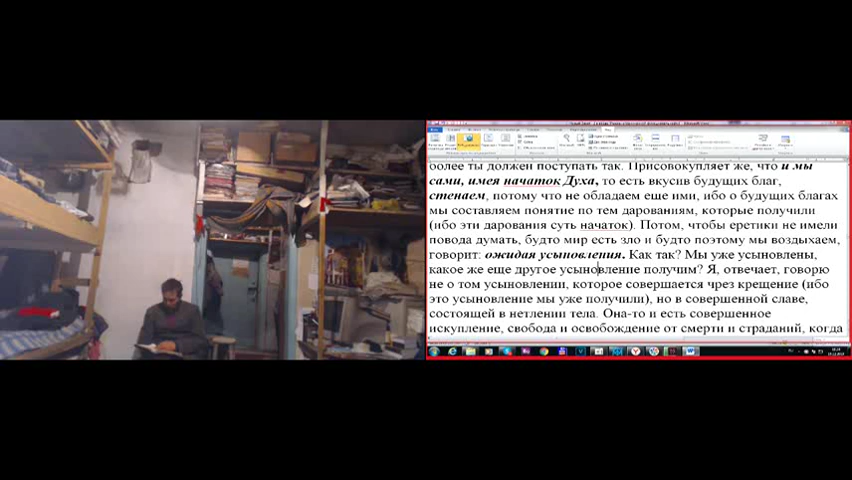 более ты должен поступать так. Присовокупляет же, что и мы
сами, имея начаток Духа, то есть вкусив будущих благ,
стенаем, потому что не обладаем еще ими, ибо о будущих благах
мы составляем понятие по тем дарованиям, которые получили
(ибо эти дарования суть начаток). Потом, чтобы еретики не имели
повода думать, будто мир есть зло и будто поэтому мы воздыхаем,
говорит: ожидая усыновления. Как так? Мы уже усыновлены,
какое же еще другое усыновление получим? Я, отвечает, говорю
не о том усыновлении, которое совершается чрез крещение (ибо
это усыновление мы уже получили), но в совершенной славе,
состоящей в нетлении тела. Она-то и есть совершенное
искупление, свобода и освобождение от смерти и страданий, когда